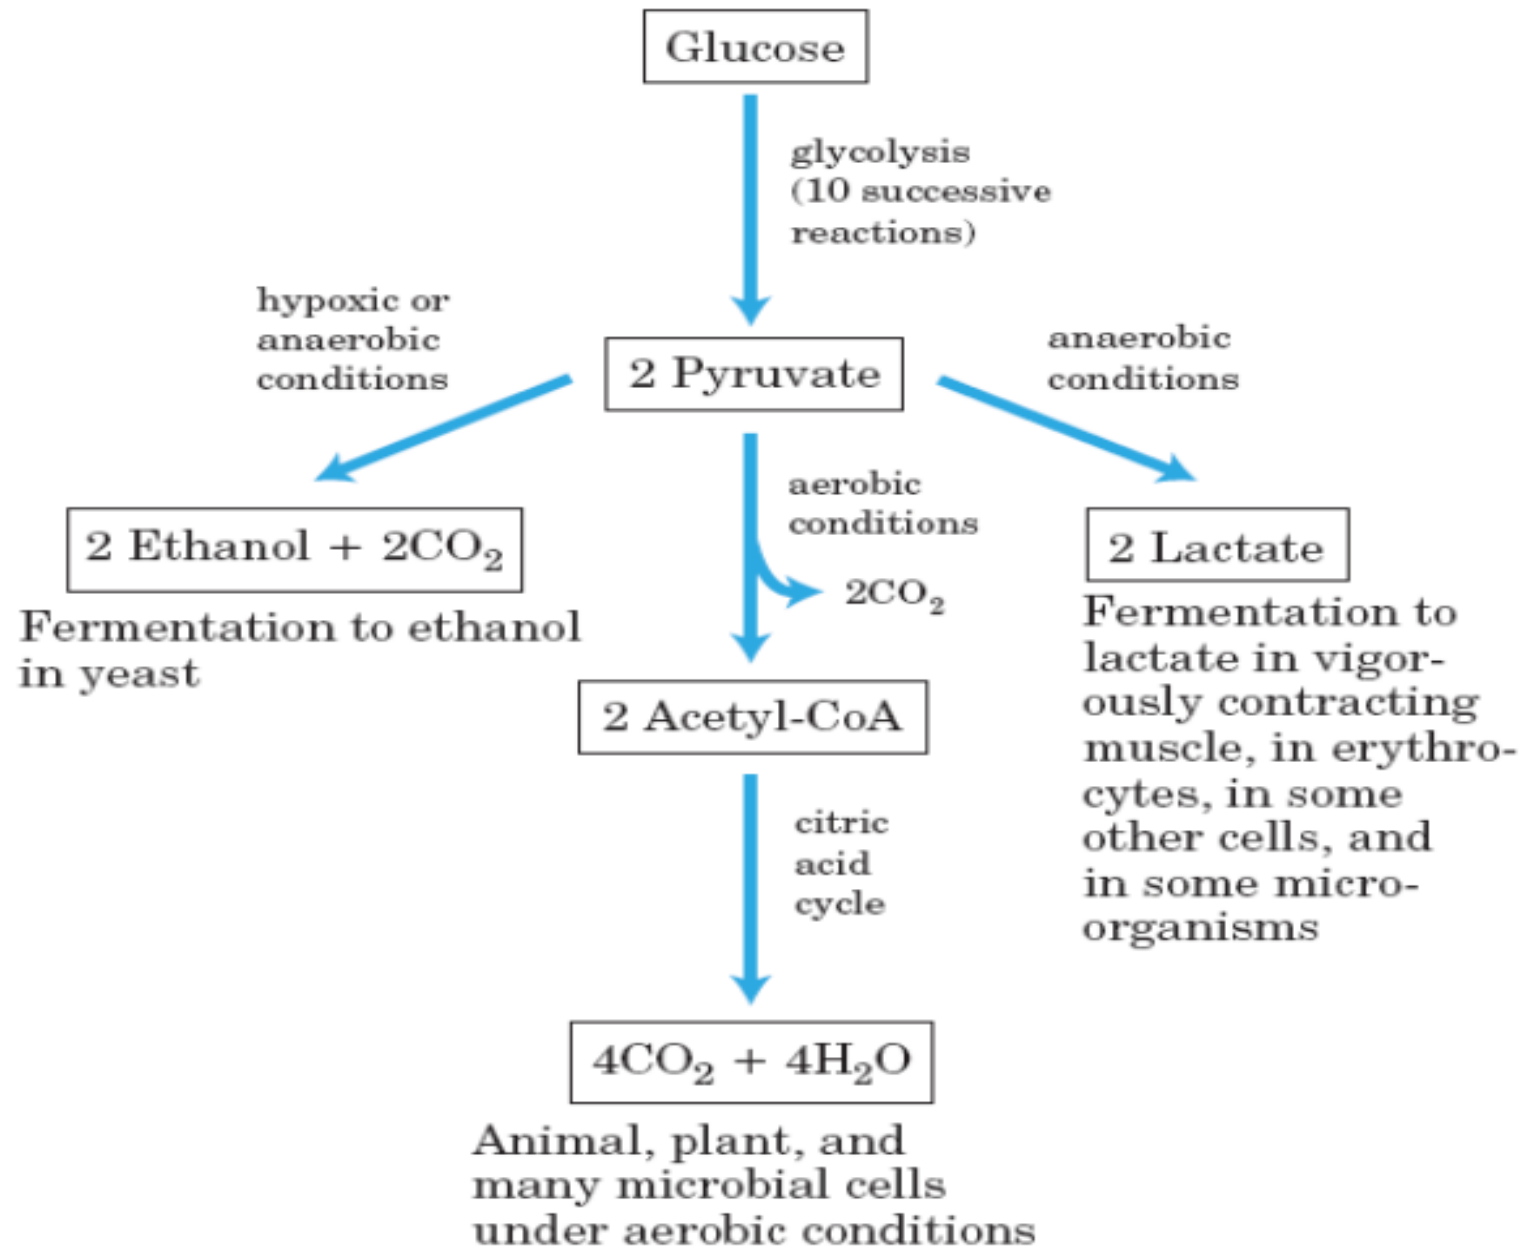 Glucose
glycolysis
(10 successive
reactions)
hypoxic or
anaerobic
conditions
2 Pyruvate
anaerobic
conditions
2 Ethanol + 2CO₂
Fermentation to ethanol
in yeast
aerobic
conditions
2CO₂
2 Lactate
Fermentation to
lactate in vigor-
ously contracting
muscle, in erythro-
cytes, in some
other cells, and
in some micro-
organisms
2 Acetyl-CoA
citric
acid
cycle
4CO₂ + 4H₂O
Animal, plant, and
many microbial cells
under aerobic conditions